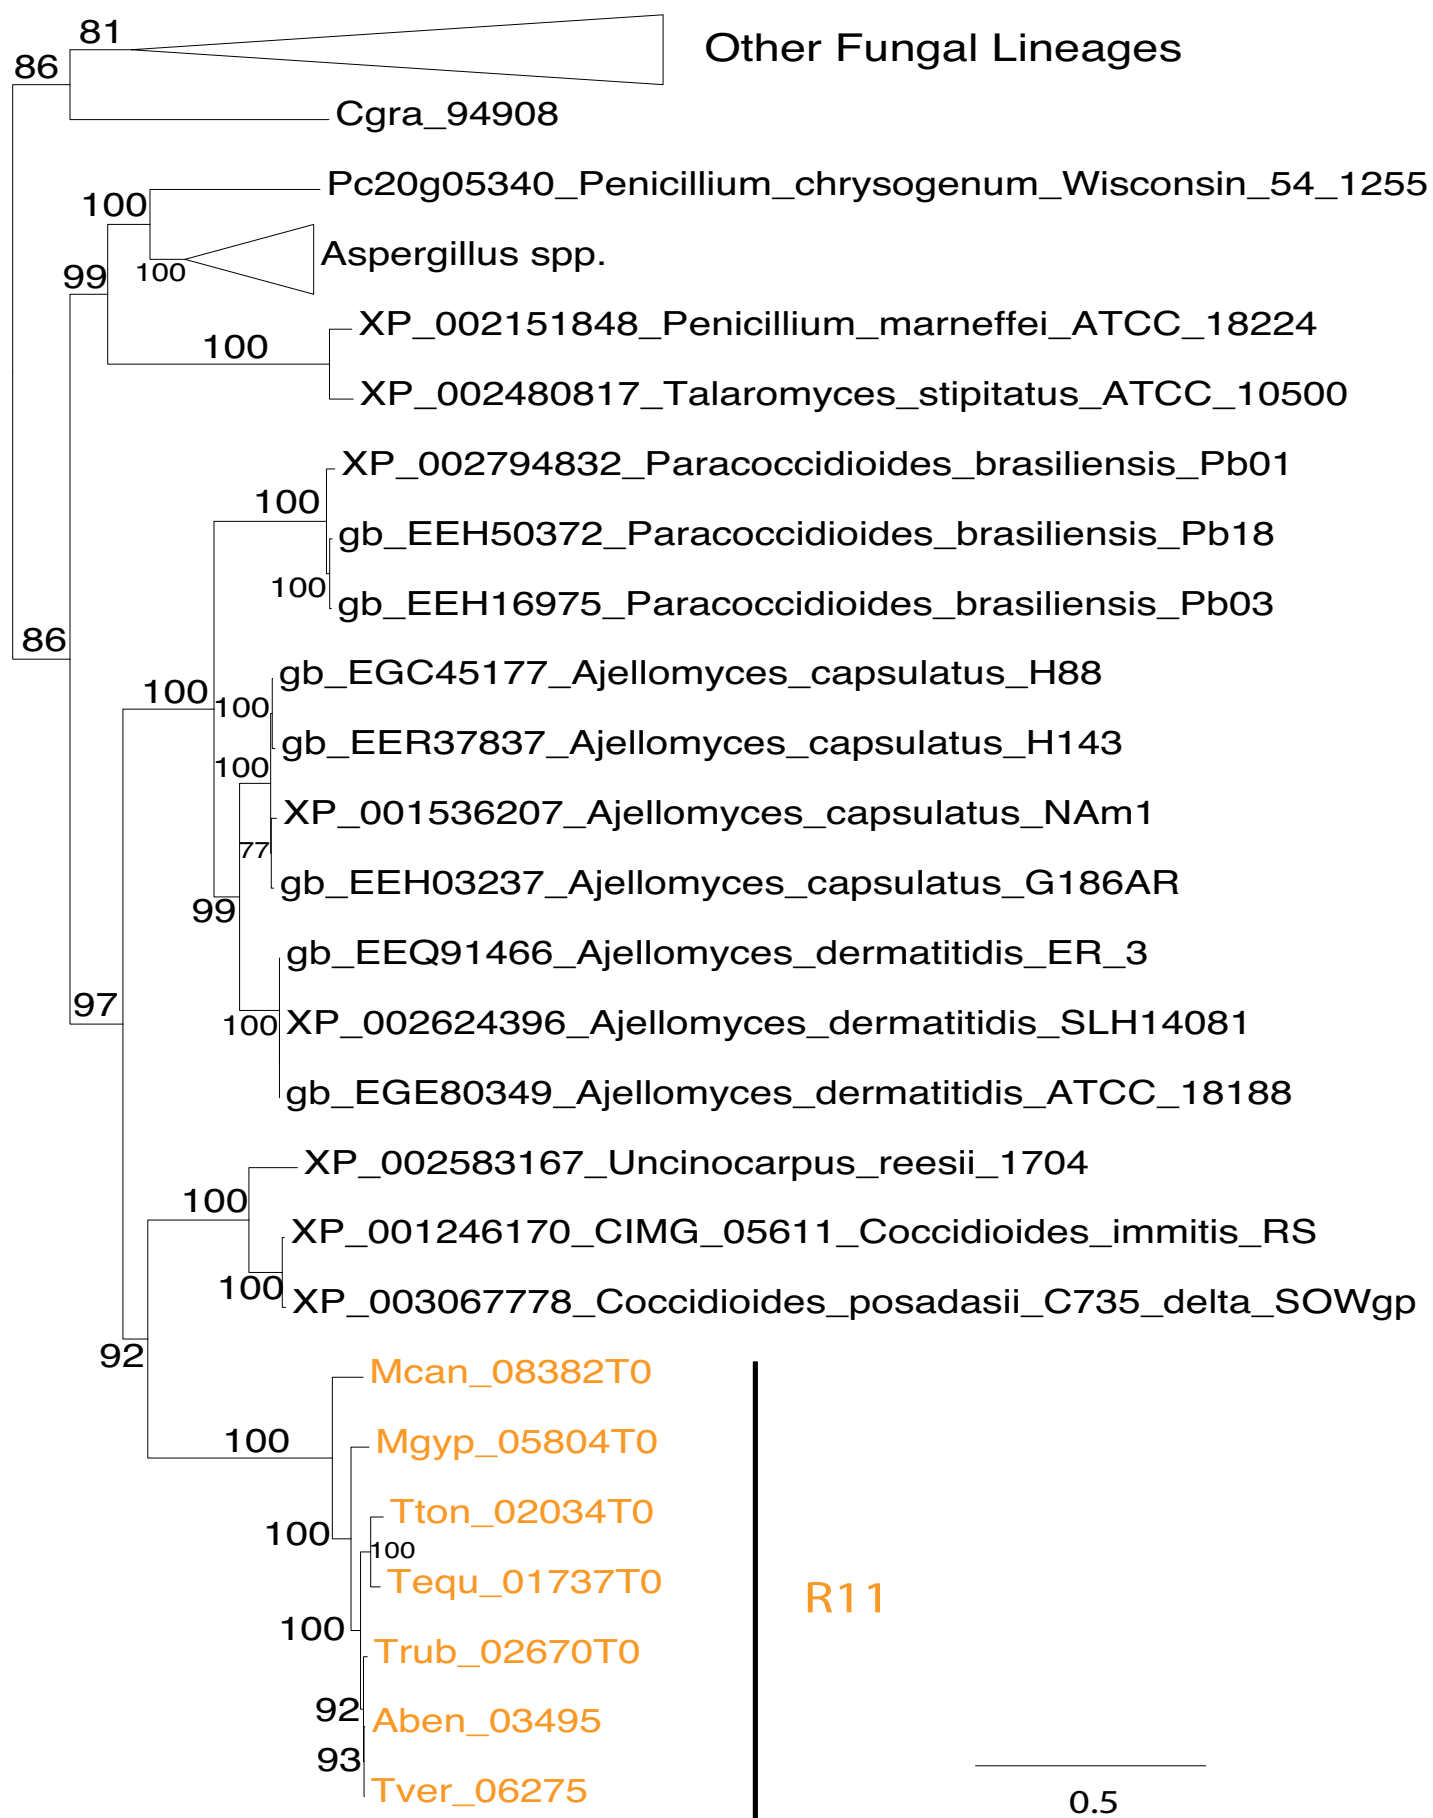 81
Other Fungal Lineages
86
Cgra_94908
Pc20g05340_Penicillium_chrysogenum_Wisconsin_54_1255
100
Aspergillus spp.
100
99
XP_002151848_Penicillium_marneffei_ATCC_18224
100
XP_002480817_Talaromyces_stipitatus_ATCC_10500
XP_002794832_Paracoccidioides_brasiliensis_Pb01
100
gb_EEH50372_Paracoccidioides_brasiliensis_Pb18
100
gb_EEH16975_Paracoccidioides_brasiliensis_Pb03
86
gb_EGC45177_Ajellomyces_capsulatus_H88
100
100
gb_EER37837_Ajellomyces_capsulatus_H143
100
XP_001536207_Ajellomyces_capsulatus_NAm1
77
gb_EEH03237_Ajellomyces_capsulatus_G186AR
99
gb_EEQ91466_Ajellomyces_dermatitidis_ER_3
97
100
XP_002624396_Ajellomyces_dermatitidis_SLH14081
gb_EGE80349_Ajellomyces_dermatitidis_ATCC_18188
XP_002583167_Uncinocarpus_reesii_1704
100
XP_001246170_CIMG_05611_Coccidioides_immitis_RS
100
XP_003067778_Coccidioides_posadasii_C735_delta_SOWgp
92
Mcan_08382T0
100
Mgyp_05804T0
Tton_02034T0
100
100
Tequ_01737T0
R11
100
Trub_02670T0
92
Aben_03495
93
Tver_06275
0.5